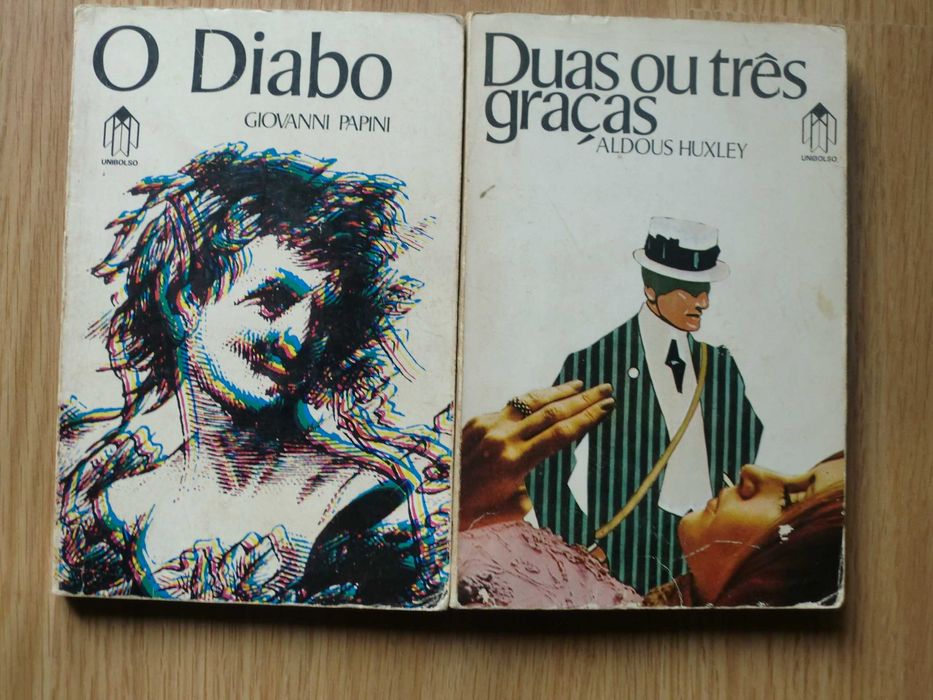 O Diabo
GIOVANNI PAPINI
UNIBOLSO
Duas ou três
graças
ALDOUS HUXLEY
UNIBOLSO